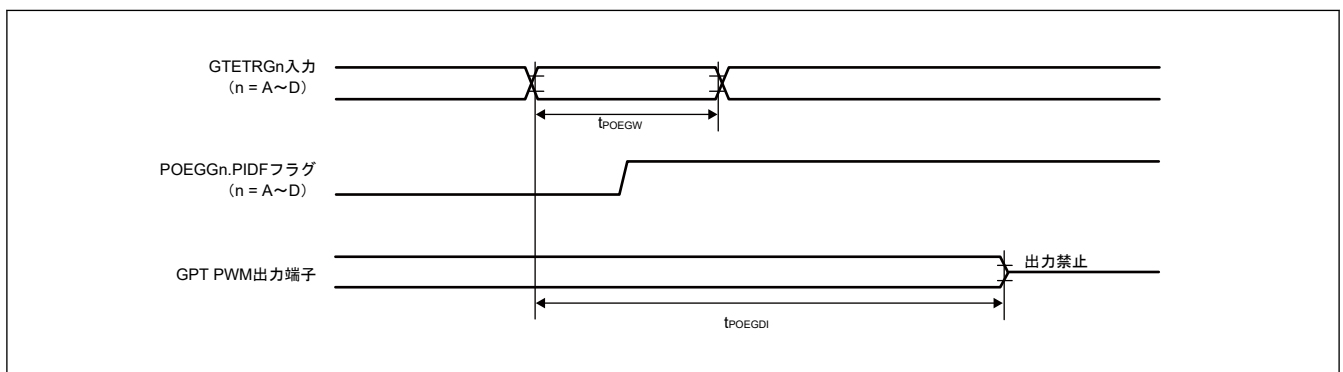 GTETRGn入力
（n = A～D）
tPOEGW
POEGGn.PIDFフラグ
（n = A～D）
GPT PWM出力端子
出力禁止
tPOEGDI